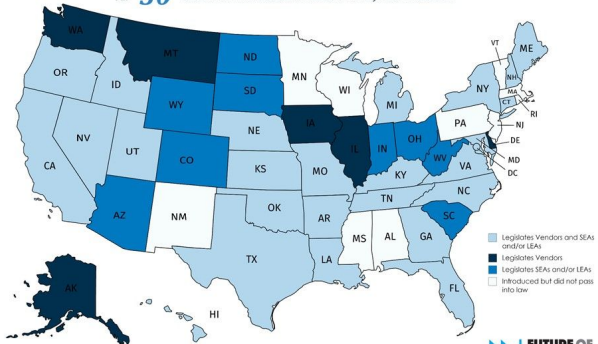 50
WA
MT
ND
MN
VT
ME
OR
ID
SD
WI
MI
NY
NH
MA
CT
RI
WY
IA
PA
NJ
NE
IL
IN
OH
DE
NV
UT
CO
WV
MD
DC
CA
KS
MO
KY
VA
AZ
NM
OK
AR
TN
NC
SC
MS
AL
GA
TX
LA
FL
AK
HI
Legislates Vendors and SEAs
and/or LEAs
Legislates Vendors
Legislates SEAs and/or LEAs
Introduced but did not pass
into law
FUTURE OF